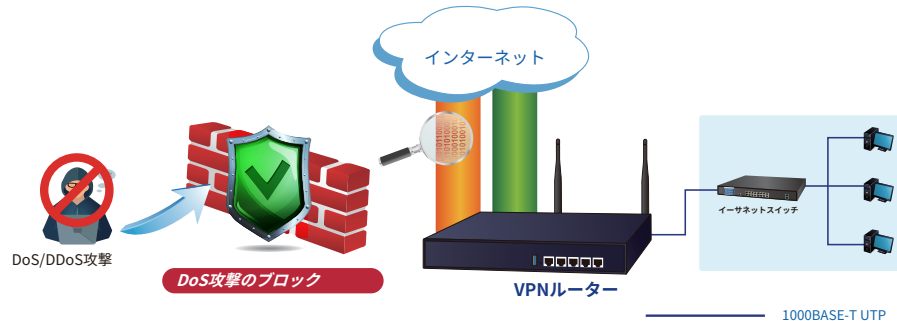 インターネット
DoS/DDoS攻撃
DoS攻撃のブロック
VPNルーター
イーサネットスイッチ
1000BASE-T UTP